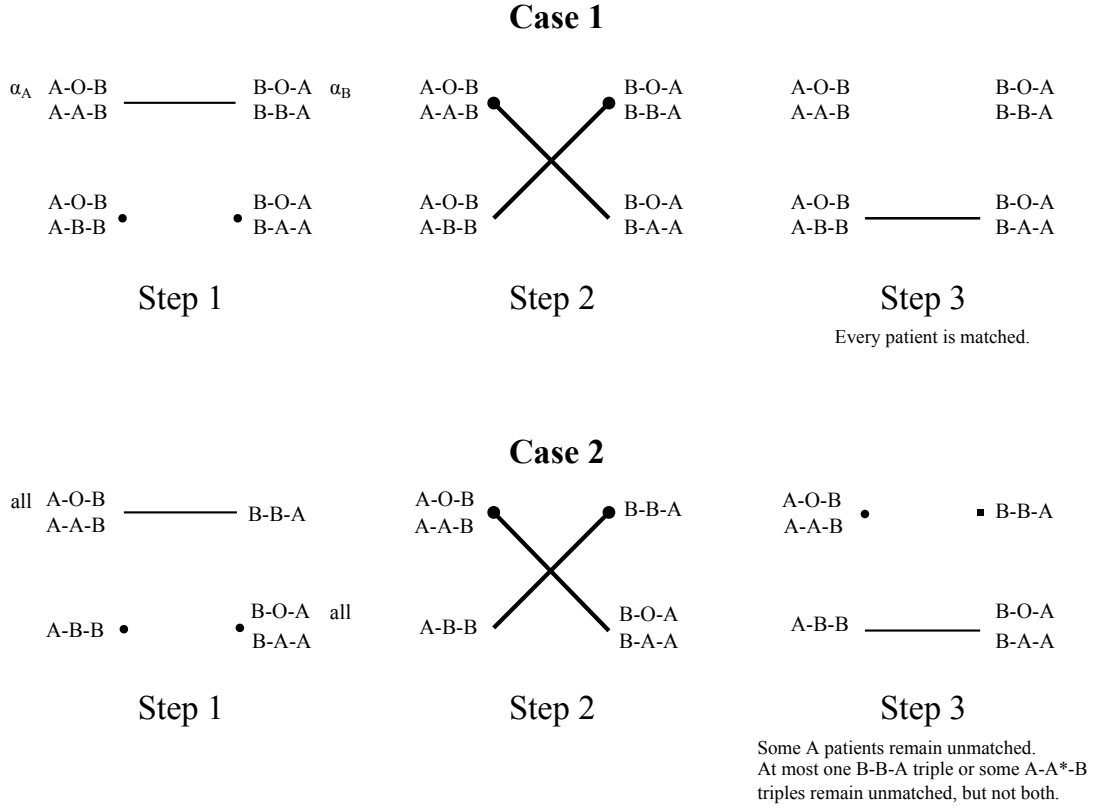 Case 1
α_A A-O-B B-O-A α_B A-O-B B-O-A A-O-B B-O-A
A-A-B B-B-A A-A-B B-B-A A-A-B B-B-A
A-O-B B-O-A A-O-B B-O-A A-O-B B-O-A
A-B-B B-A-A A-B-B B-A-A A-B-B B-A-A
Step 1 Step 2 Step 3
Every patient is matched.
Case 2
all A-O-B A-O-B B-B-A A-O-B B-B-A
A-A-B B-B-A A-A-B A-A-B
A-B-B B-O-A all A-B-B B-O-A A-B-B B-O-A
B-A-A B-A-A B-A-A
Step 1 Step 2 Step 3
Some A patients remain unmatched.
At most one B-B-A triple or some A-A*-B
triples remain unmatched, but not both.